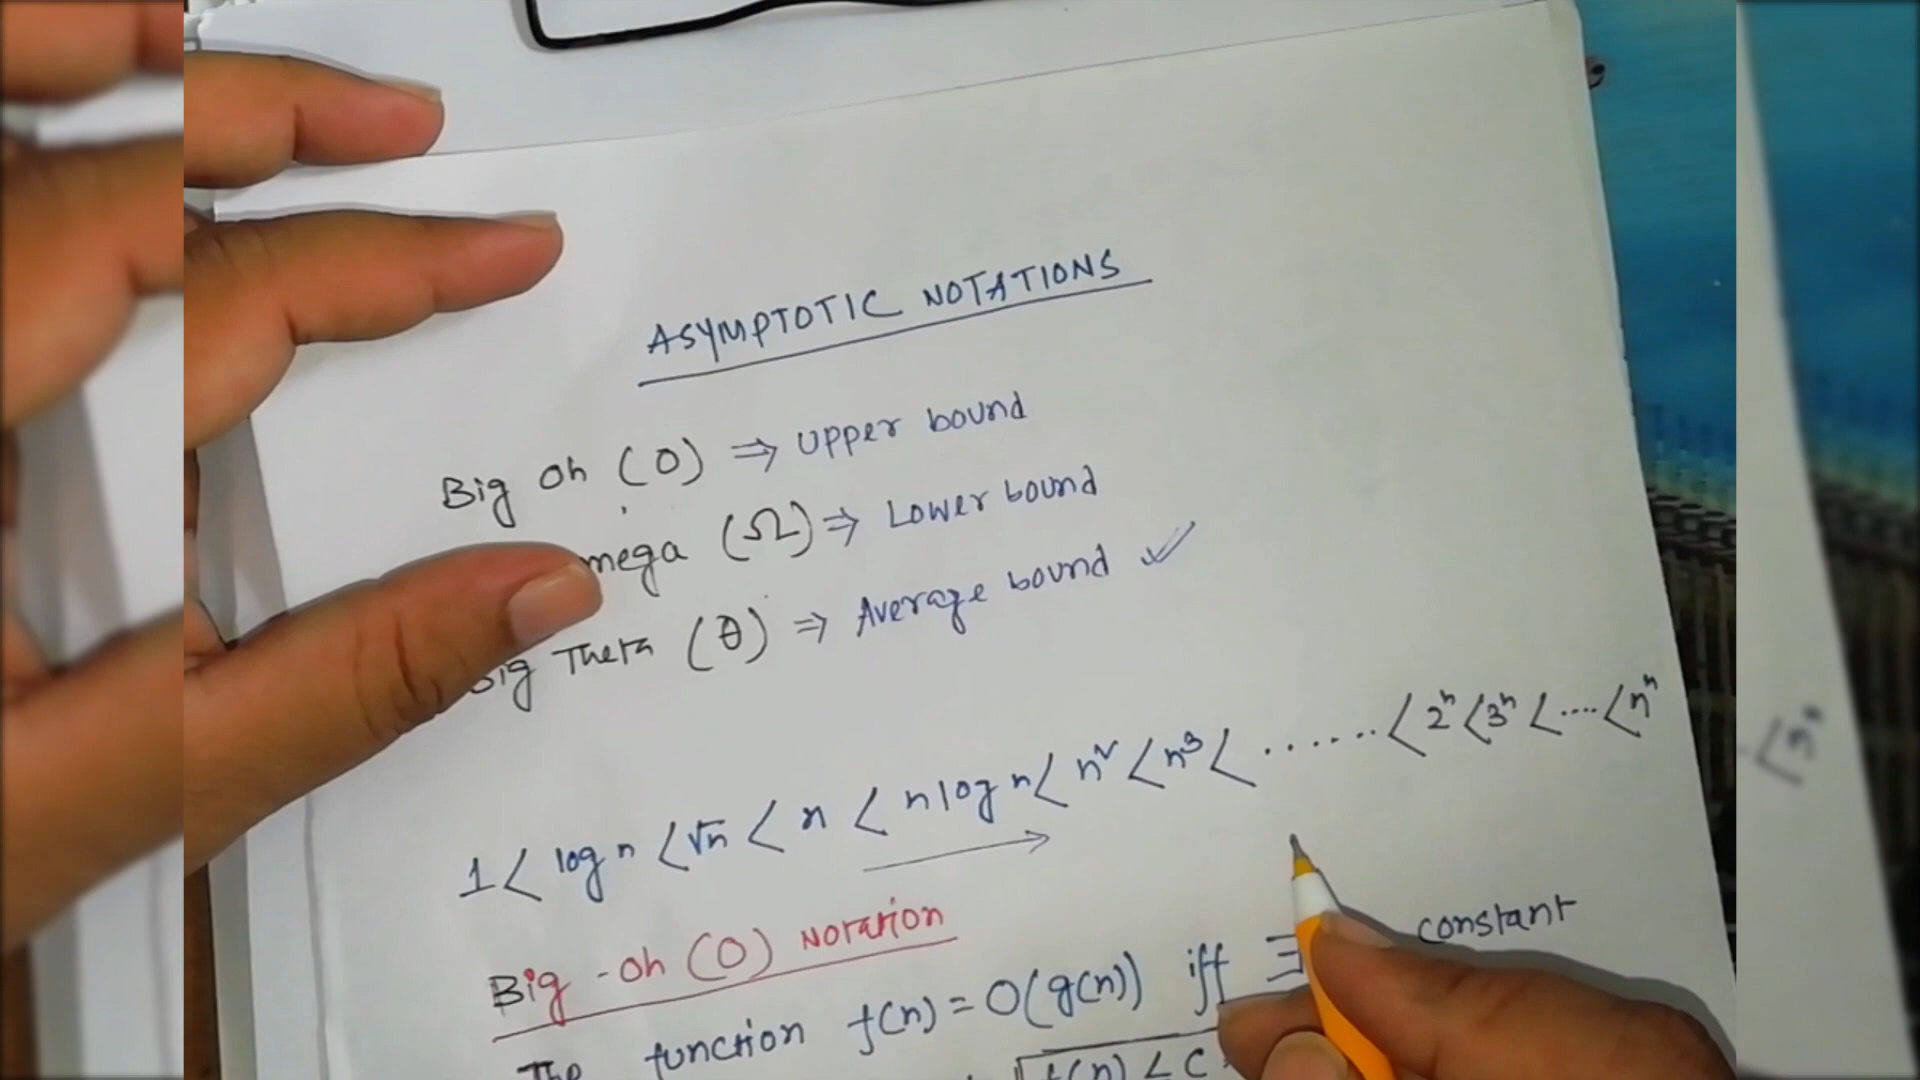 ASYMPTOTIC NOTATIONS
Big Oh (O) ⇒ Upper bound
mega (Ω) ⇒ Lower bound
Big Theta (θ) ⇒ Average bound ✓
1 < log n < √n < n < n log n < n² < n³ < ....... < 2ⁿ < 3ⁿ < .... < nⁿ
Big-Oh (O) Notation
The function f(n) = O(g(n)) iff ∃ constant
f(n) ≤ C